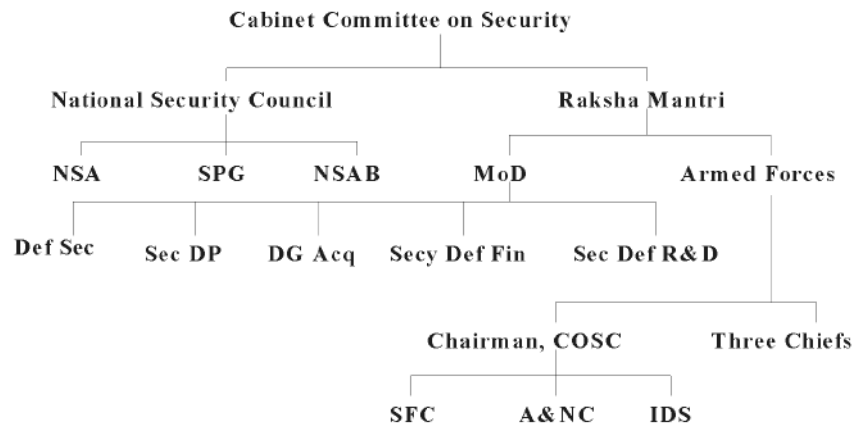 Cabinet Committee on Security
National Security Council Raksha Mantri
NSA SPG NSAB MoD Armed Forces
Def Sec Sec DP DG Acq Secy Def Fin Sec Def R&D
Chairman, COSC Three Chiefs
SFC A&NC IDS